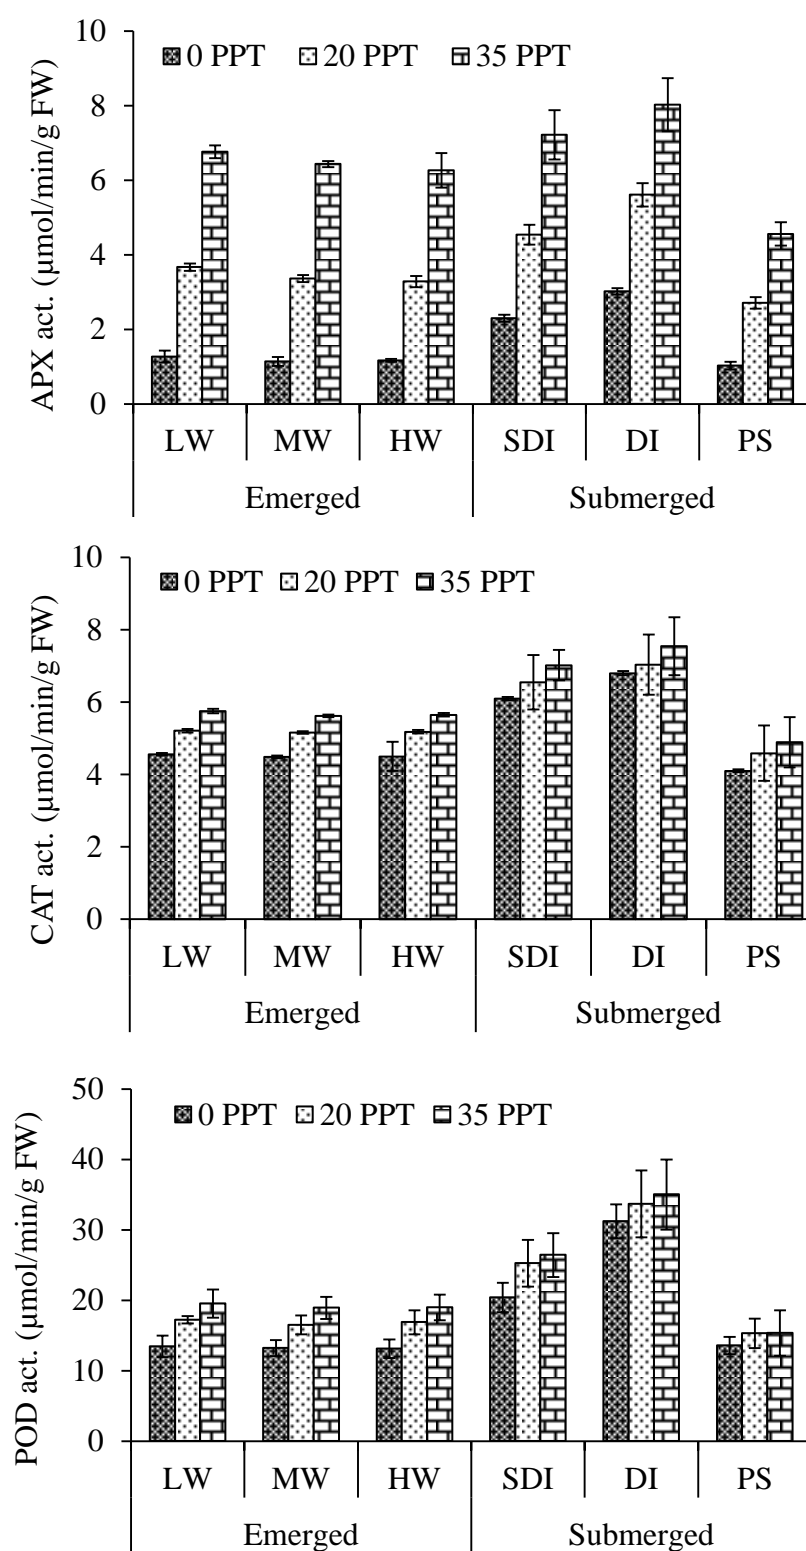 APX act. (µmol/min/g FW)
10
8
6
4
2
0
0 PPT 20 PPT 35 PPT
LW MW HW SDI DI PS
Emerged Submerged
CAT act. (µmol/min/g FW)
10
8
6
4
2
0
0 PPT 20 PPT 35 PPT
LW MW HW SDI DI PS
Emerged Submerged
POD act. (µmol/min/g FW)
50
40
30
20
10
0
0 PPT 20 PPT 35 PPT
LW MW HW SDI DI PS
Emerged Submerged